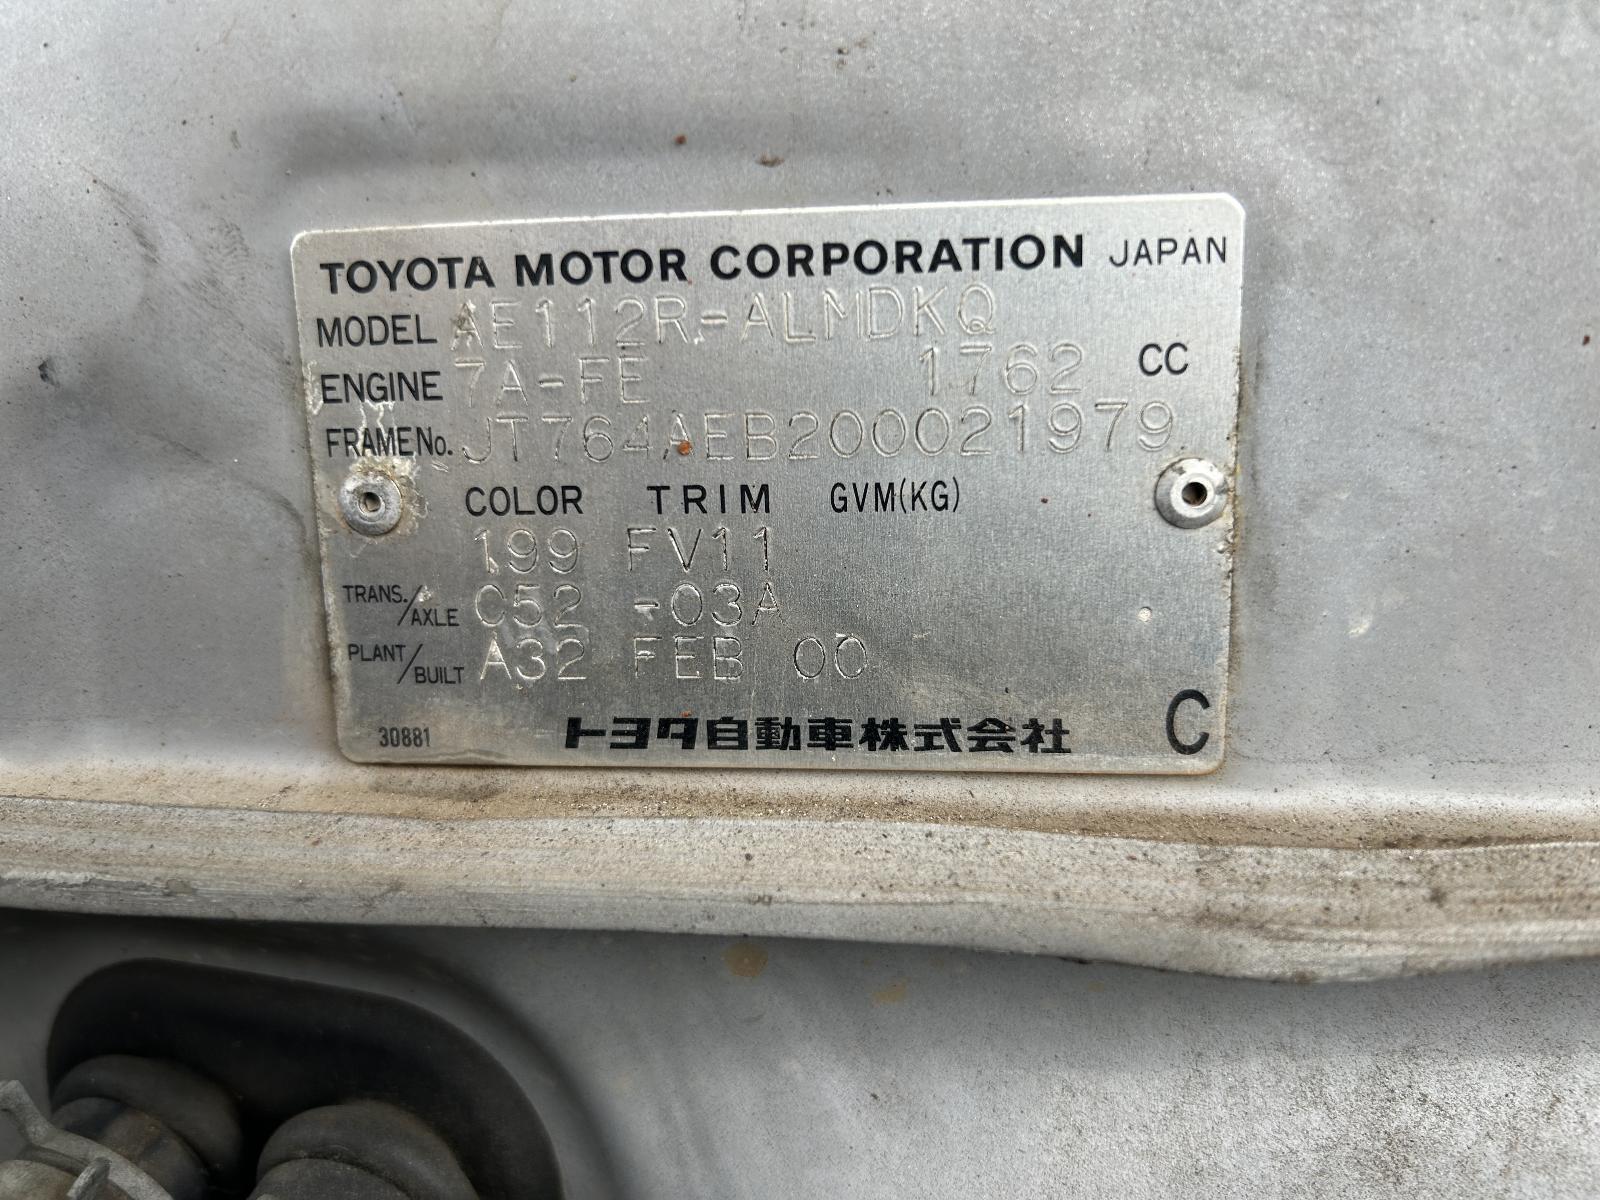 TOYOTA MOTOR CORPORATION JAPAN
MODEL AE112R-ALMDKQ
ENGINE 7A-FE 1762 CC
FRAME No. JT764AEB200021979
COLOR TRIM GVM(KG)
199 FV11
TRANS./AXLE C52 -03A
PLANT/BUILT A32 FEB 00
30881 トヨタ自動車株式会社 C